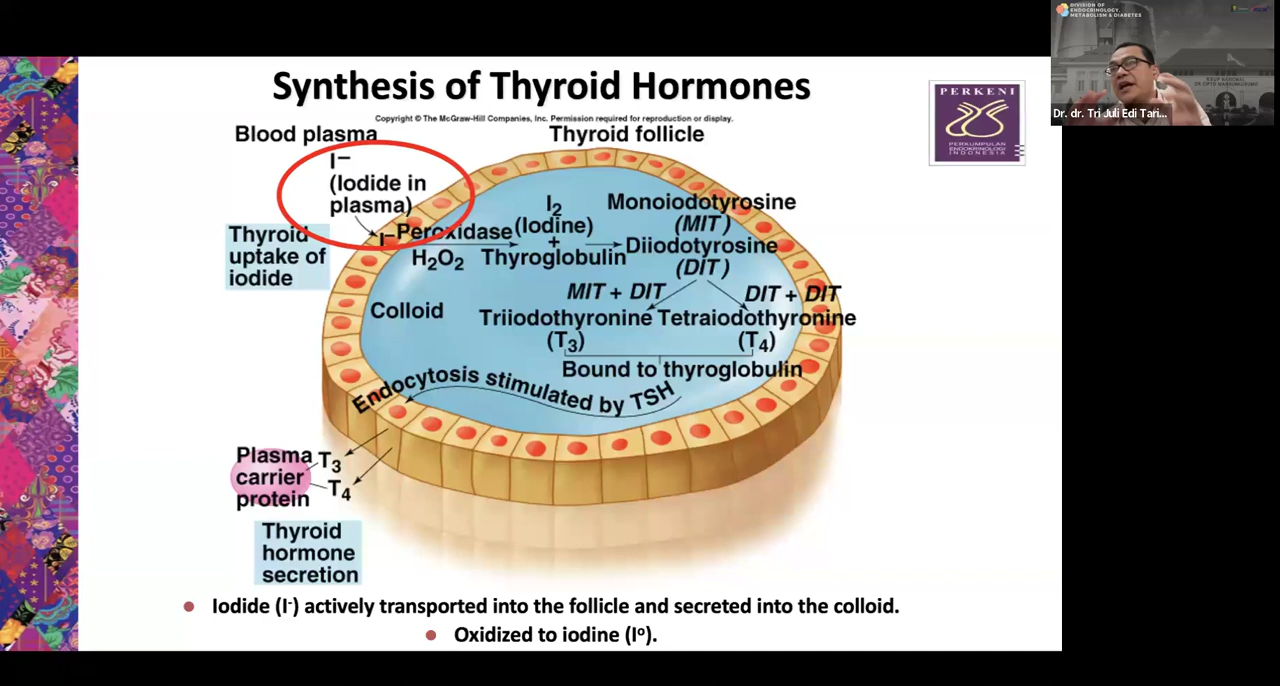 Synthesis of Thyroid Hormones
Copyright © The McGraw-Hill Companies, Inc. Permission required for reproduction or display.
Blood plasma
Thyroid follicle
I–
(Iodide in
plasma)
Thyroid
uptake of
iodide
I–
Peroxidase
H₂O₂
I₂
(Iodine)
+
Thyroglobulin
Monoiodotyrosine
(MIT)
Diiodotyrosine
(DIT)
MIT + DIT
DIT + DIT
Colloid
Triiodothyronine
(T₃)
Tetraiodothyronine
(T₄)
Bound to thyroglobulin
Endocytosis stimulated by TSH
Plasma
carrier
protein
T₃
T₄
Thyroid
hormone
secretion
• Iodide (I⁻) actively transported into the follicle and secreted into the colloid.
• Oxidized to iodine (Iº).
PERKENI
PERKUMPULAN
ENDOKRINOLOGI
INDONESIA
DIVISION OF
ENDOCRINOLOGY,
METABOLISM & DIABETES
Dr. dr. Tri Juli Edi Tari...